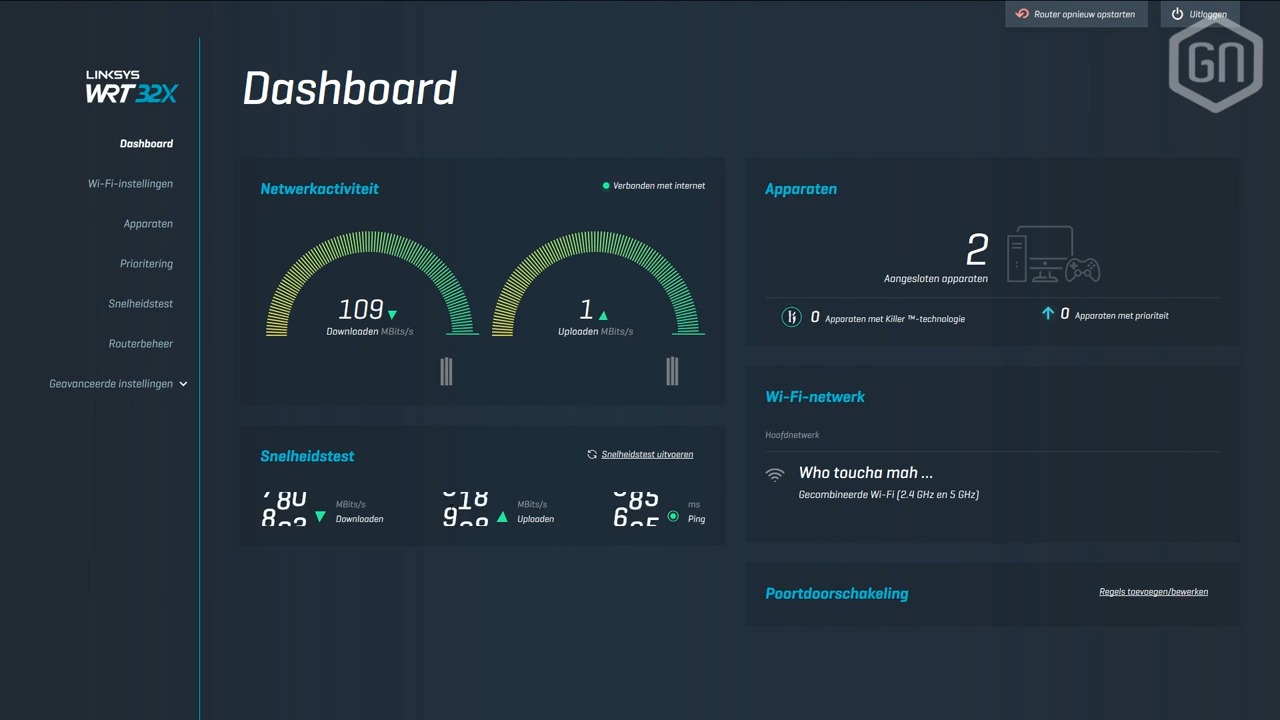 Router opnieuw opstarten
Uitloggen
GN
LINKSYS
WRT32X
Dashboard
Dashboard
Wi-Fi-instellingen
Apparaten
Prioritering
Snelheidstest
Routerbeheer
Geavanceerde instellingen
Netwerkactiviteit
Verbonden met internet
109
Downloaden MBits/s
1
Uploaden MBits/s
Snelheidstest
Snelheidstest uitvoeren
MBits/s
Downloaden
MBits/s
Uploaden
ms
Ping
Apparaten
2
Aangesloten apparaten
0 Apparaten met Killer ™-technologie
0 Apparaten met prioriteit
Wi-Fi-netwerk
Hoofdnetwerk
Who toucha mah ...
Gecombineerde Wi-Fi (2.4 GHz en 5 GHz)
Poortdoorschakeling
Regels toevoegen/bewerken